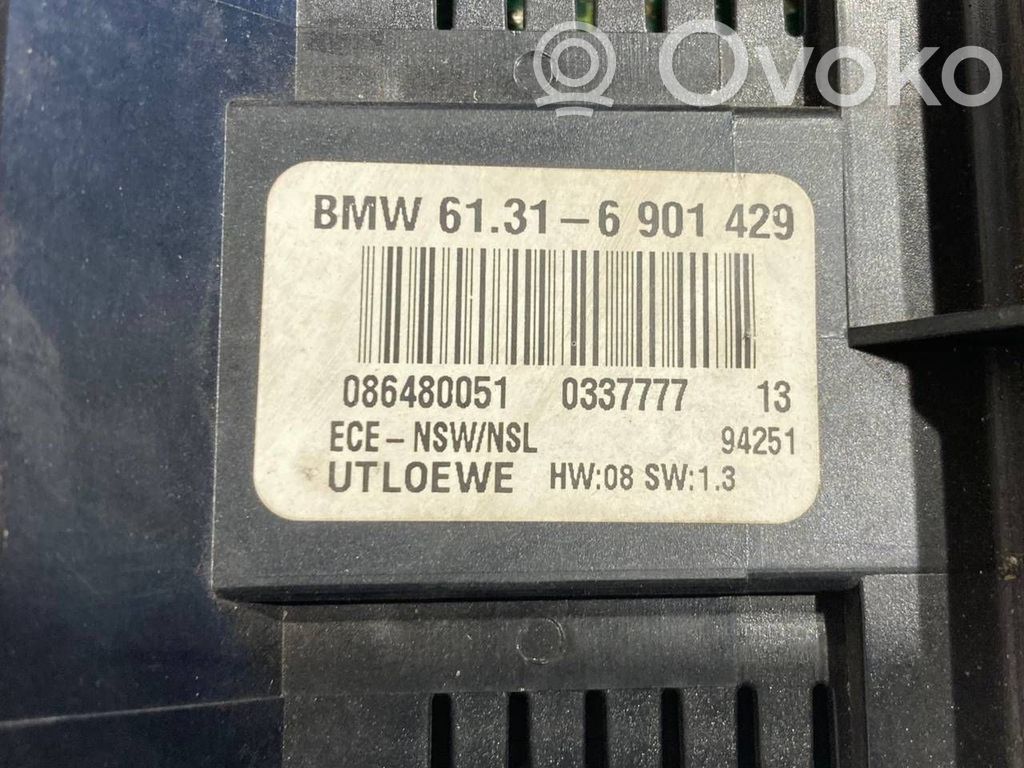 Ovoko
BMW 61.31-6 901 429
086480051 0337777 13
ECE-NSW/NSL 94251
UTLOEWE HW:08 SW:1.3